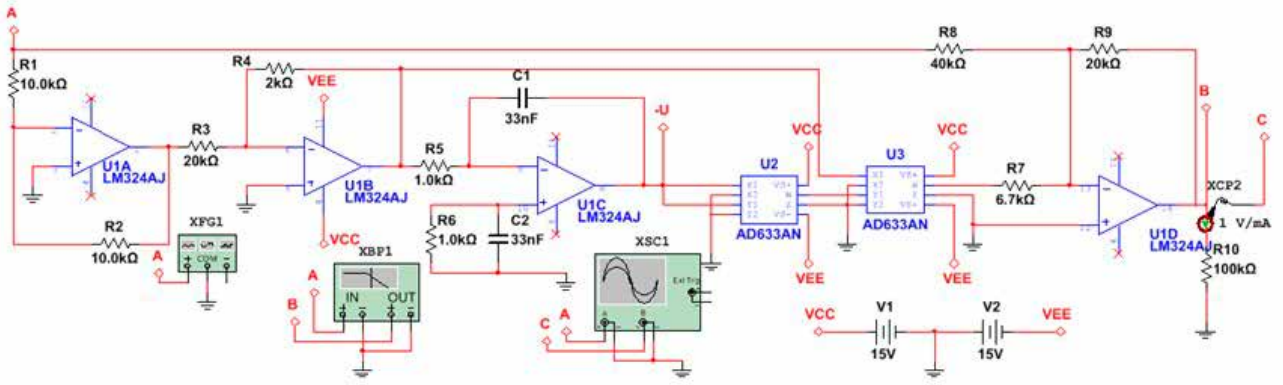 A
R1
10.0kΩ
U1A
LM324AJ
R2
10.0kΩ
R3
20kΩ
R4
2kΩ
VEE
U1B
LM324AJ
VCC
R5
1.0kΩ
C1
33nF
R6
1.0kΩ
C2
33nF
U1C
LM324AJ
-U
U2
VCC
AD633AN
VEE
U3
VCC
AD633AN
VEE
R7
6.7kΩ
R8
40kΩ
R9
20kΩ
U1D
LM324AJ
B
C
XCP2
1 V/mA
R10
100kΩ
XFG1
A
COM
XBP1
A
B
IN
OUT
XSC1
Ext Trig
A
B
C
A
VCC
V1
15V
V2
15V
VEE